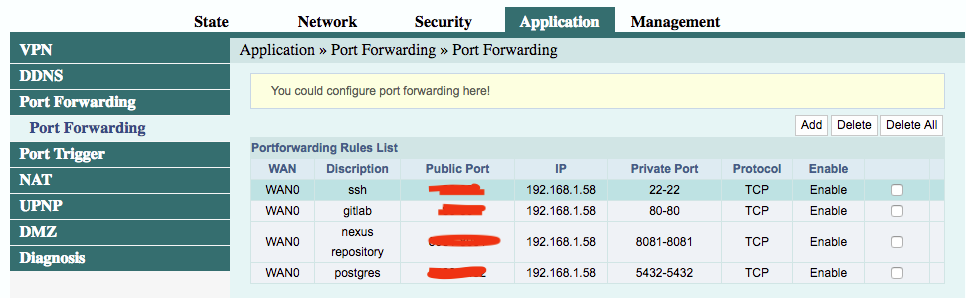 State Network Security Application Management
VPN
Application » Port Forwarding » Port Forwarding
DDNS
Port Forwarding
Port Forwarding
Port Trigger
NAT
UPNP
DMZ
Diagnosis
You could configure port forwarding here!
Add Delete Delete All
Portforwarding Rules List
WAN Discription Public Port IP Private Port Protocol Enable
WAN0 ssh 192.168.1.58 22-22 TCP Enable
WAN0 gitlab 192.168.1.58 80-80 TCP Enable
WAN0 nexus repository 192.168.1.58 8081-8081 TCP Enable
WAN0 postgres 192.168.1.58 5432-5432 TCP Enable